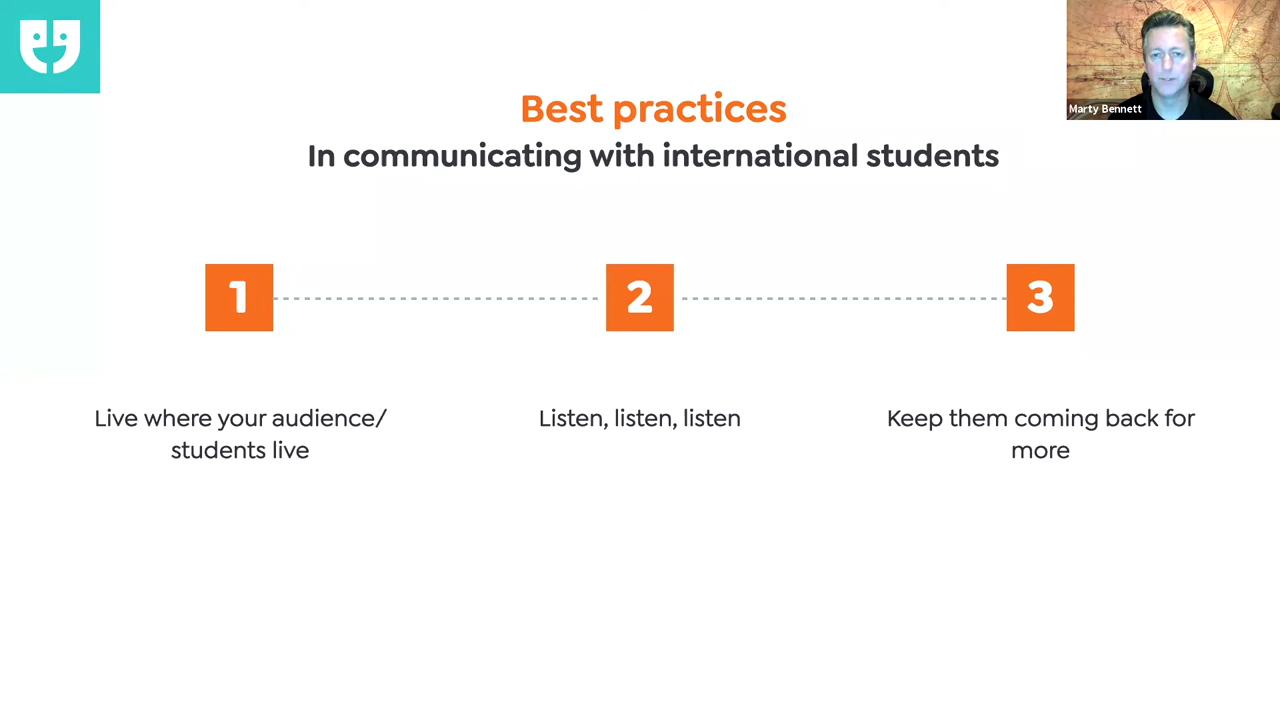 Marty Bennett
Best practices
In communicating with international students
1
2
3
Live where your audience/
students live
Listen, listen, listen
Keep them coming back for
more